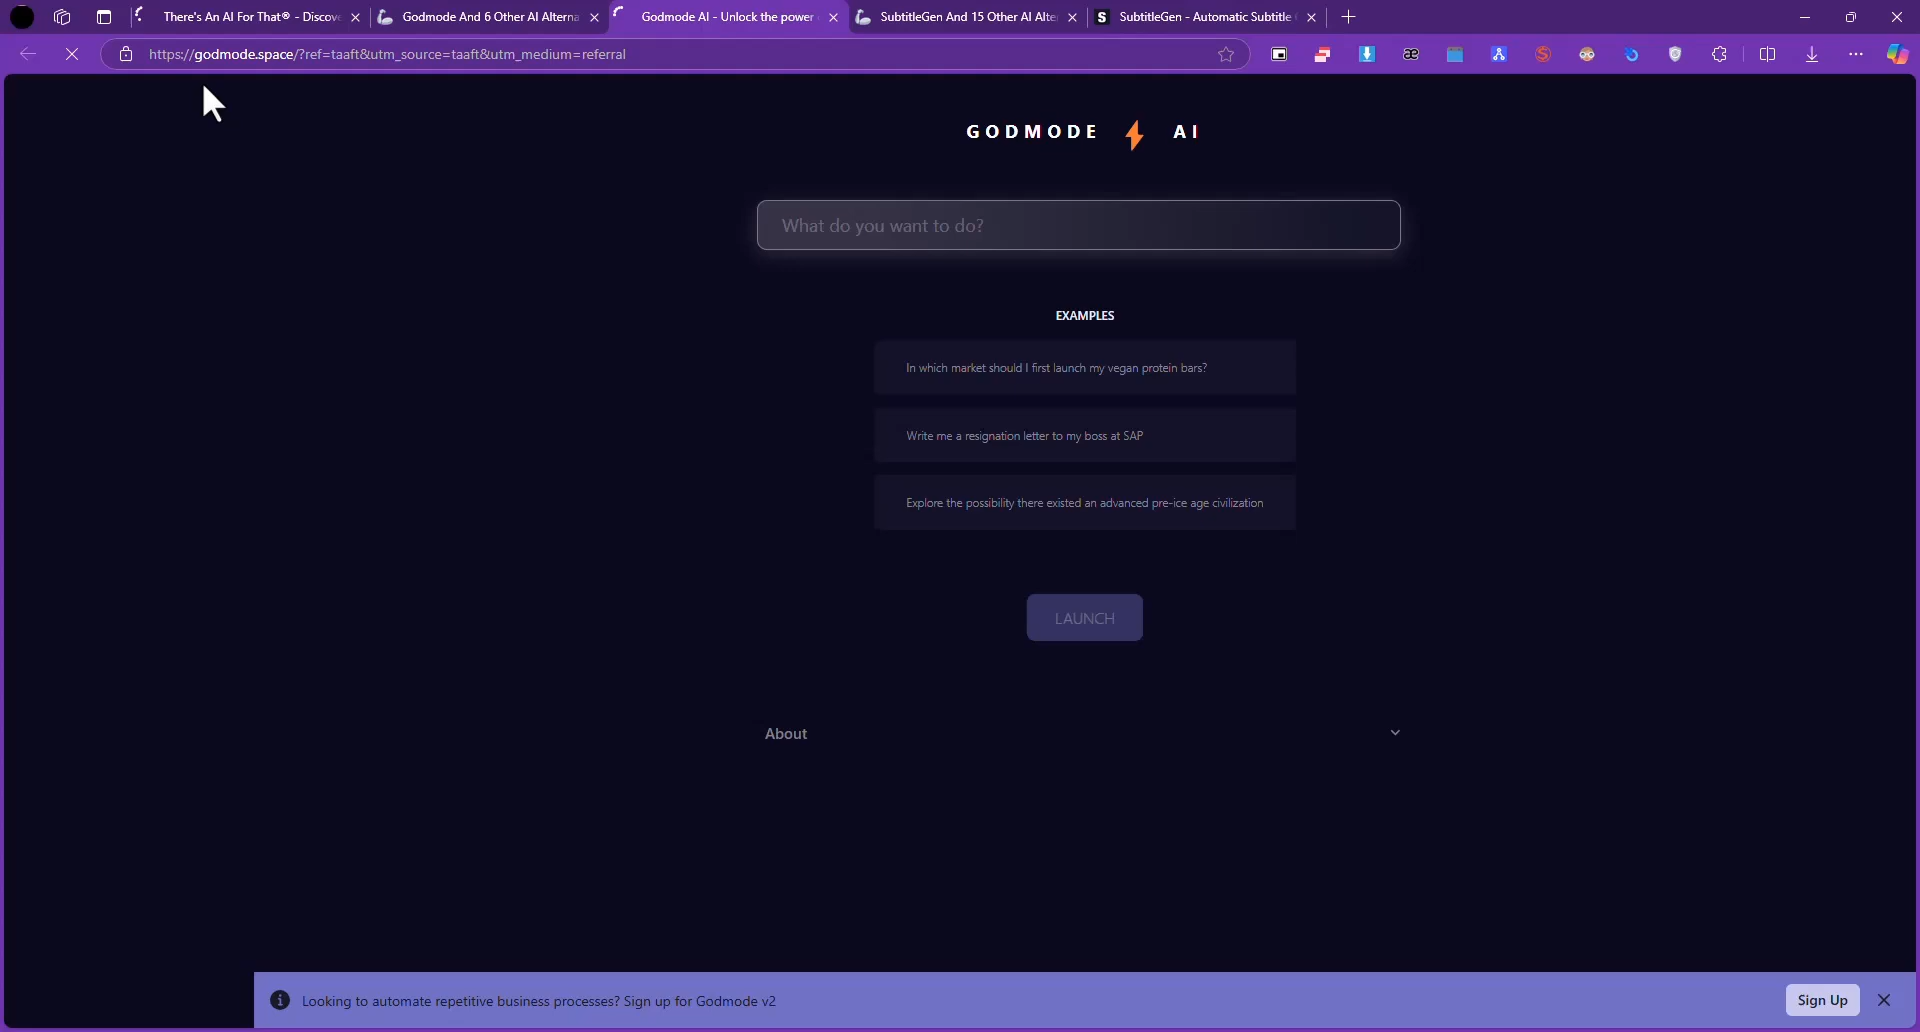 There's An AI For That® - Discov
Godmode And 6 Other AI Alterna
Godmode AI - Unlock the power
SubtitleGen And 15 Other AI Alte
SubtitleGen - Automatic Subtitle
https://godmode.space/?ref=taaft&utm_source=taaft&utm_medium=referral
GODMODE AI
What do you want to do?
EXAMPLES
In which market should I first launch my vegan protein bars?
Write me a resignation letter to my boss at SAP
Explore the possibility there existed an advanced pre-ice age civilization
LAUNCH
About
Looking to automate repetitive business processes? Sign up for Godmode v2
Sign Up